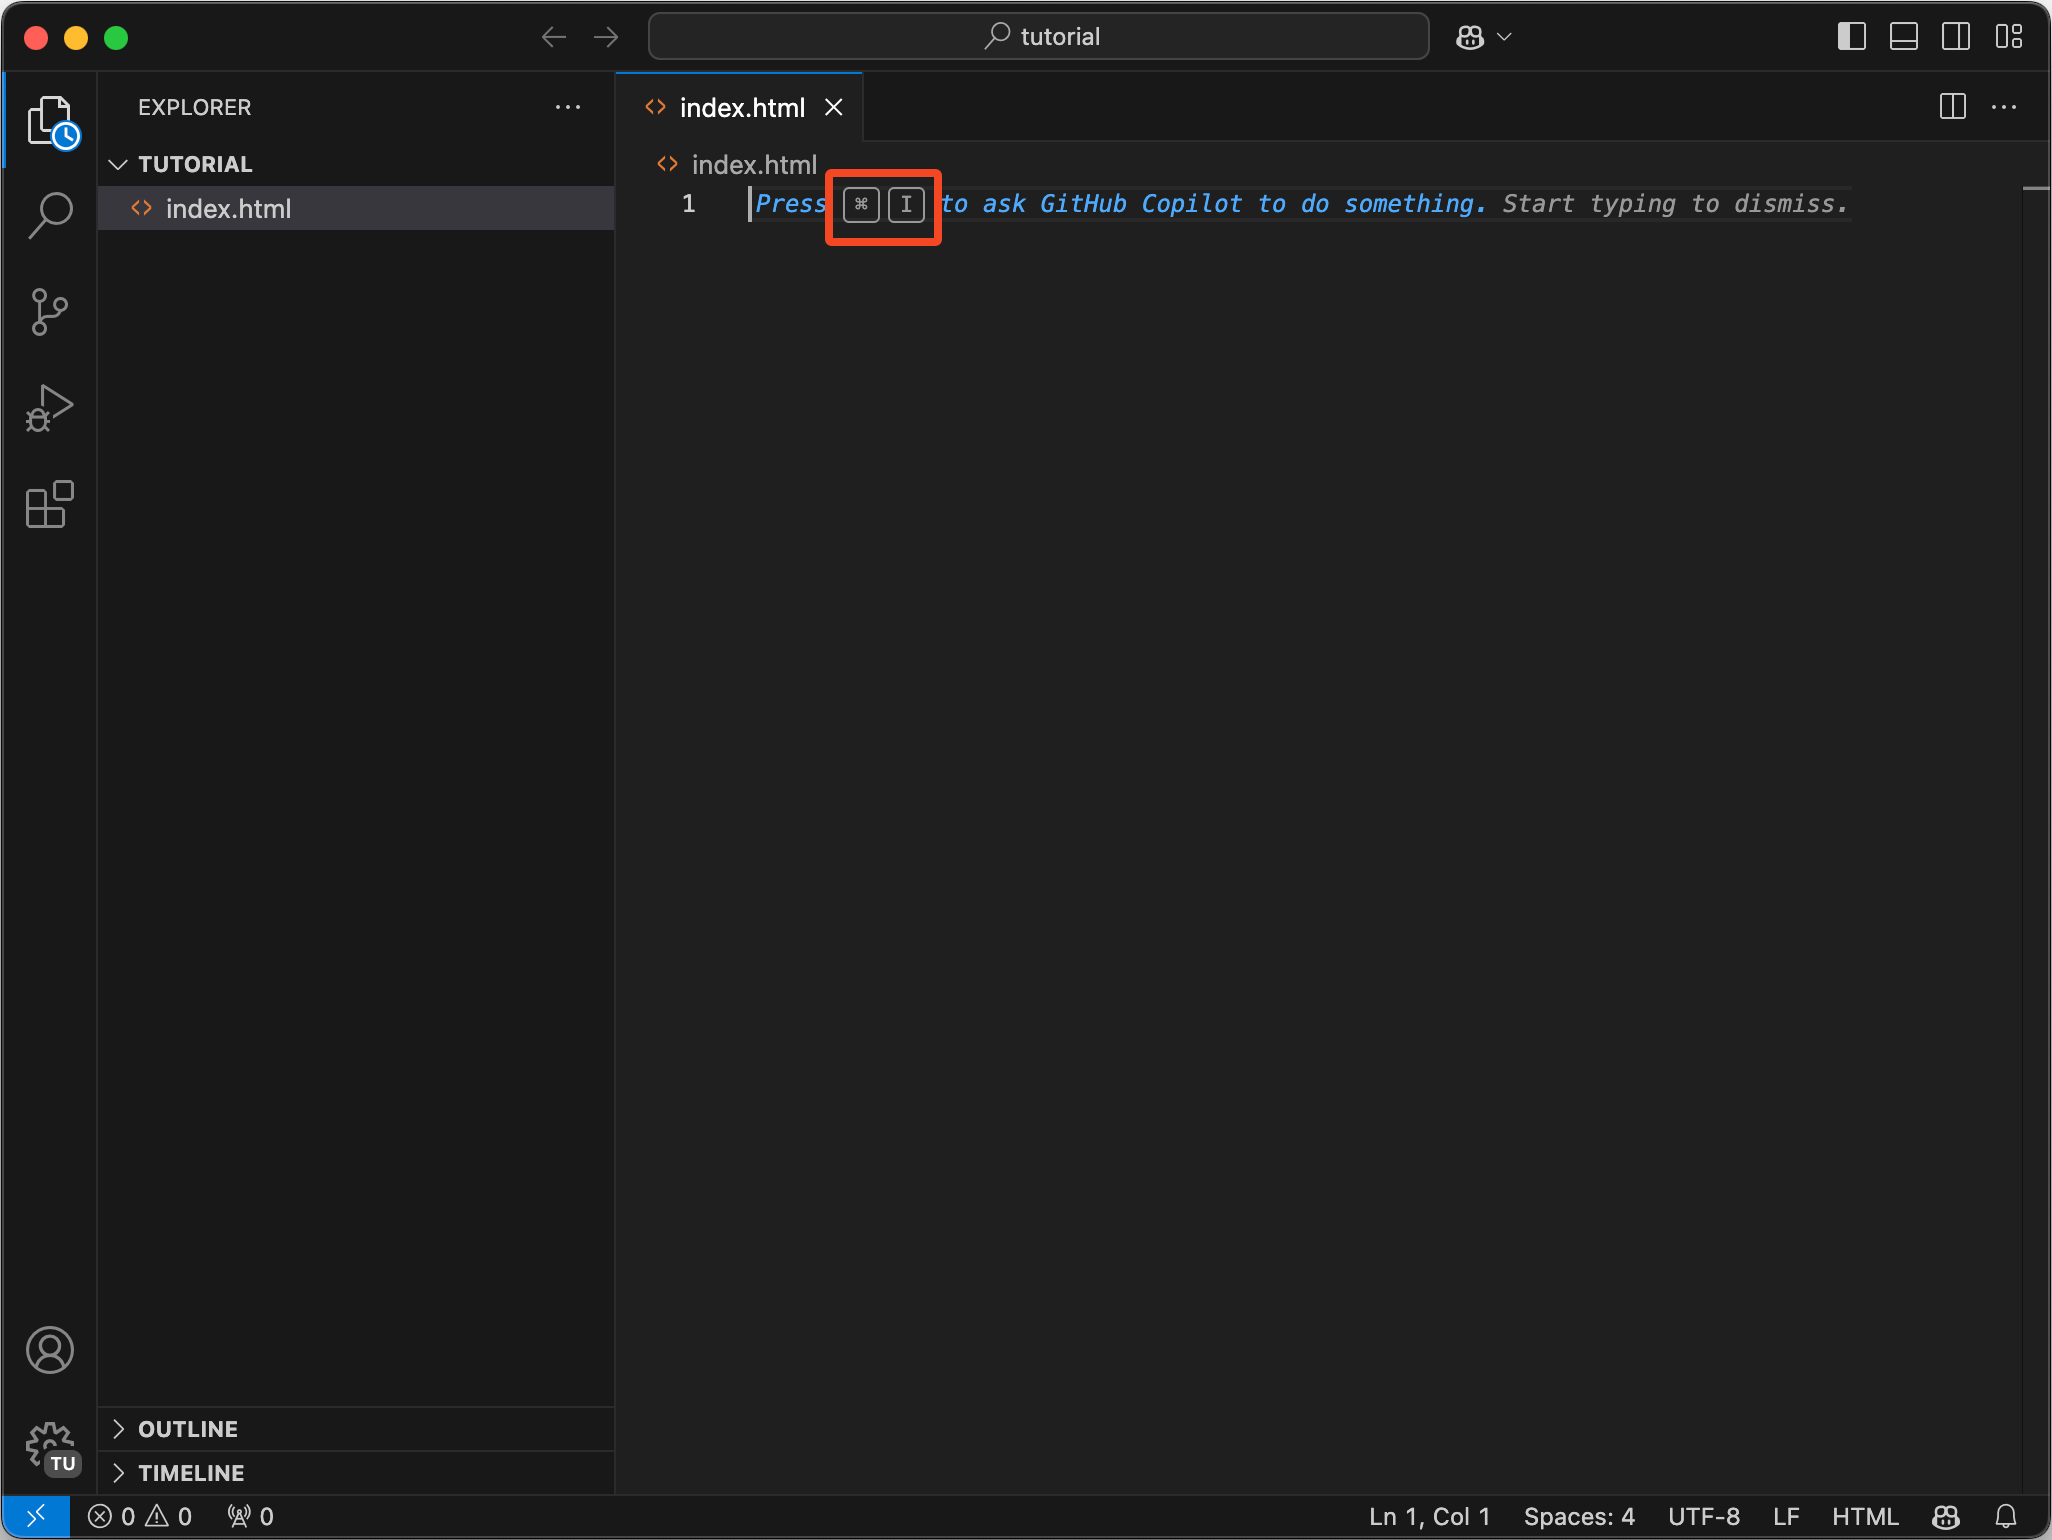 tutorial
EXPLORER
TUTORIAL
index.html
index.html
index.html
1 Press ⌘ I to ask GitHub Copilot to do something. Start typing to dismiss.
OUTLINE
TIMELINE
TU
0 0 0
Ln 1, Col 1 Spaces: 4 UTF-8 LF HTML